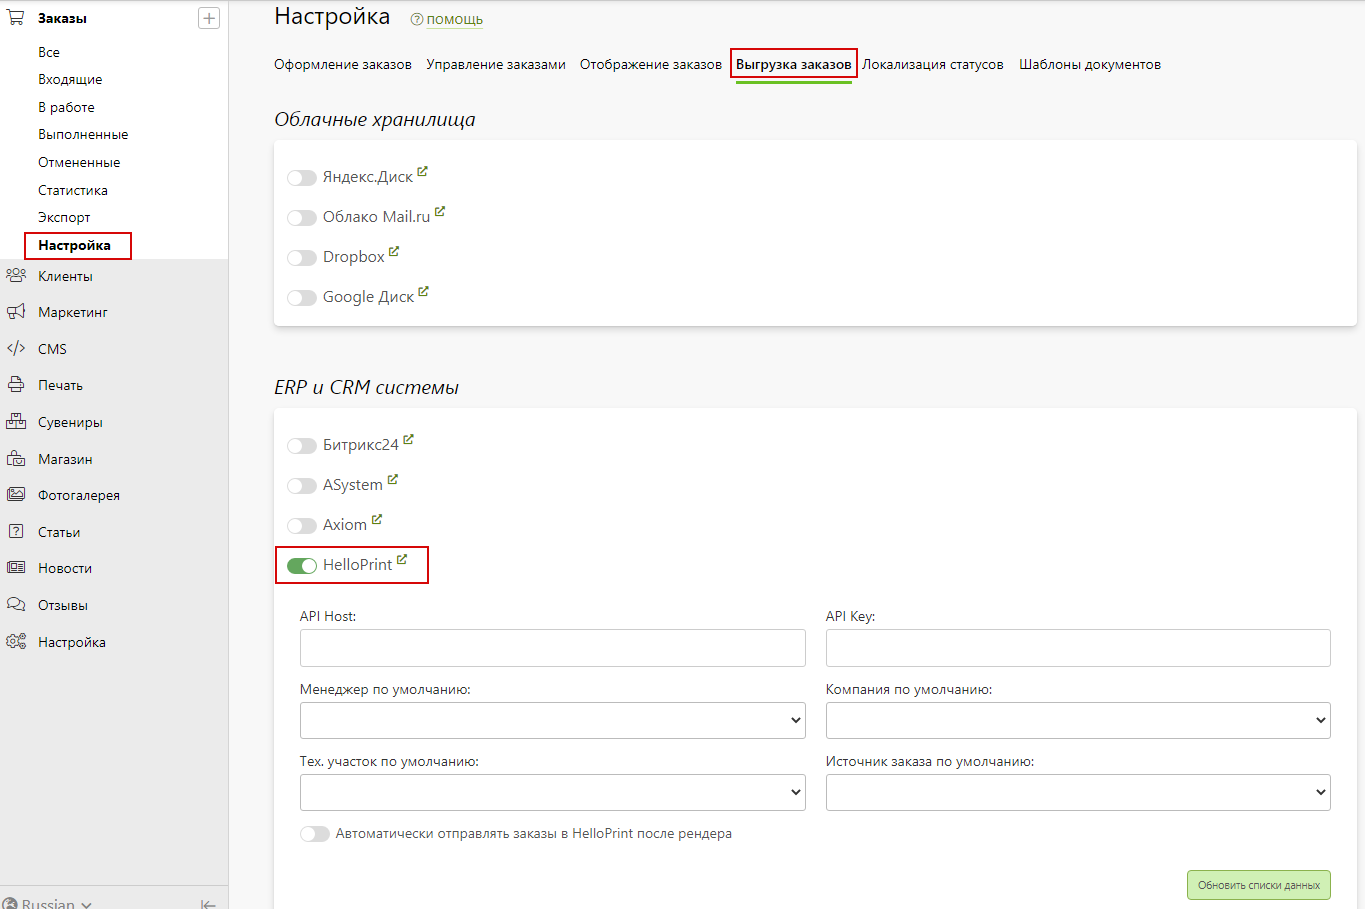 Заказы
Все
Входящие
В работе
Выполненные
Отмененные
Статистика
Экспорт
Настройка
Клиенты
Маркетинг
CMS
Печать
Сувениры
Магазин
Фотогалерея
Статьи
Новости
Отзывы
Настройка
Russian
Настройка помощь
Оформление заказов Управление заказами Отображение заказов Выгрузка заказов Локализация статусов Шаблоны документов
Облачные хранилища
Яндекс.Диск
Облако Mail.ru
Dropbox
Google Диск
ERP и CRM системы
Битрикс24
ASystem
Axiom
HelloPrint
API Host: API Key:
Менеджер по умолчанию: Компания по умолчанию:
Тех. участок по умолчанию: Источник заказа по умолчанию:
Автоматически отправлять заказы в HelloPrint после рендера
Обновить списки данных